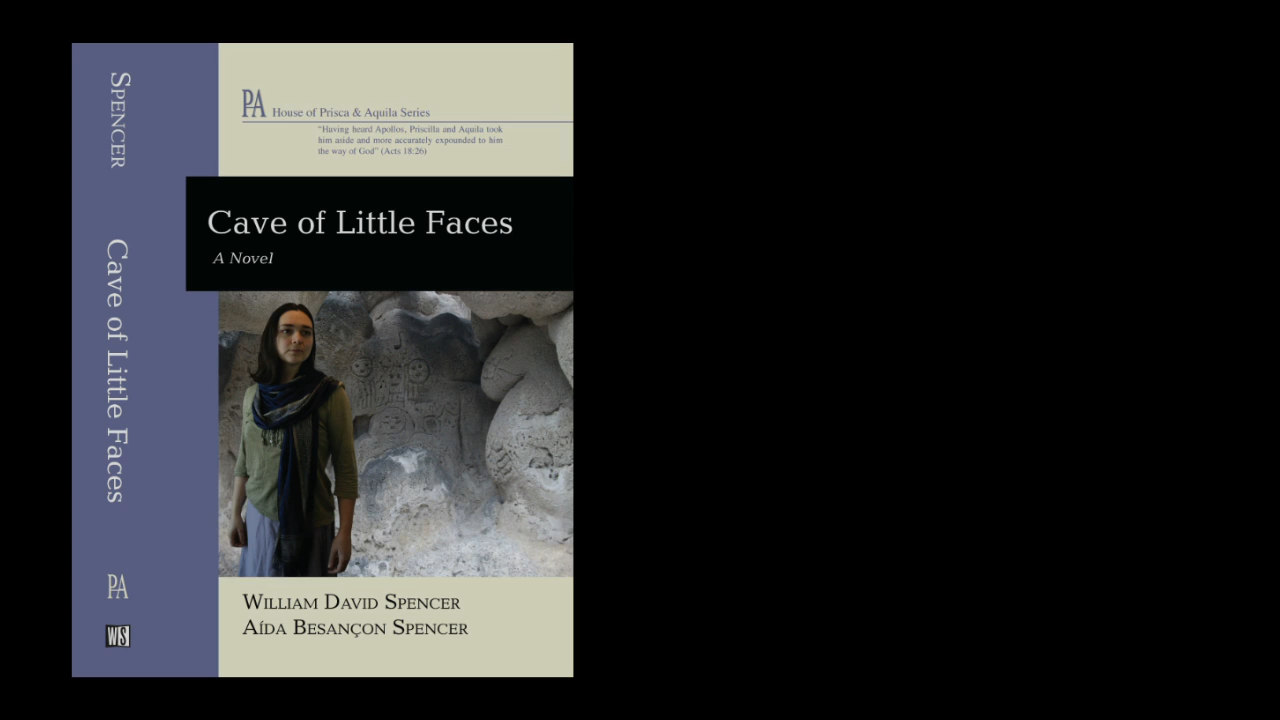 SPENCER
Cave of Little Faces
PA
WS
PA House of Prisca & Aquila Series
"Having heard Apollos, Priscilla and Aquila took
him aside and more accurately expounded to him
the way of God" (Acts 18:26)
Cave of Little Faces
A Novel
WILLIAM DAVID SPENCER
AÍDA BESANÇON SPENCER